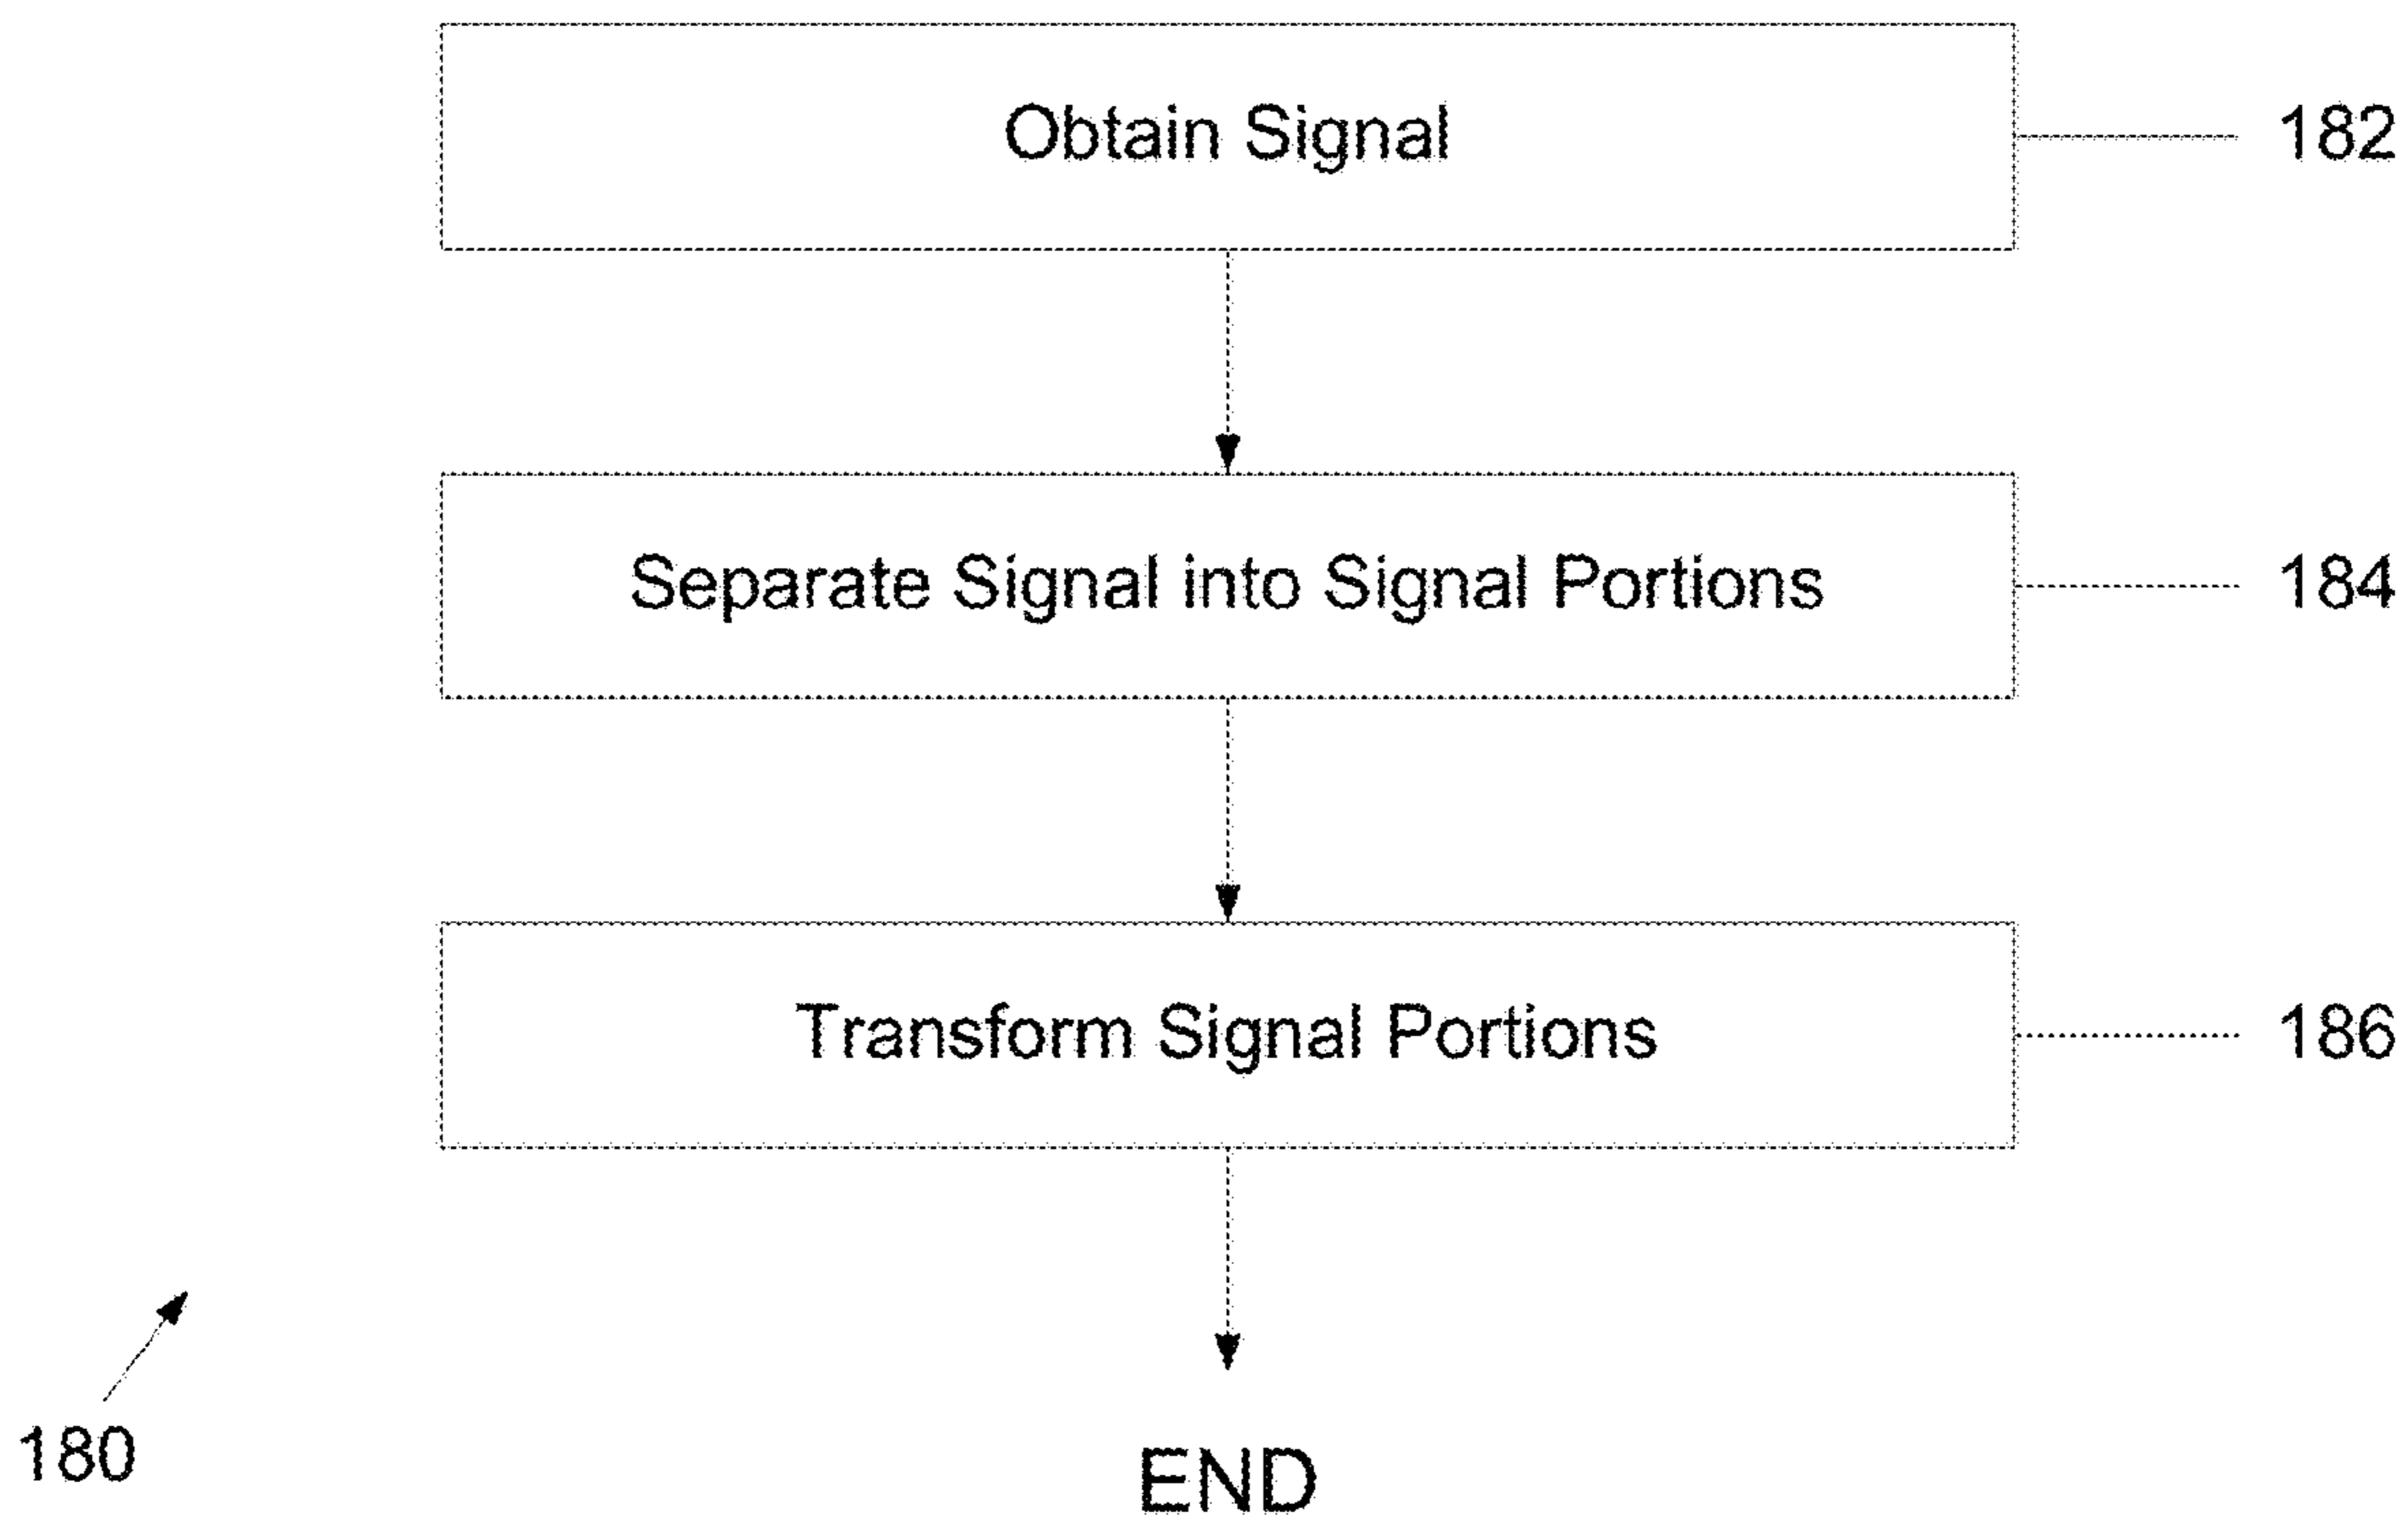 Obtain Signal
182
Separate Signal into Signal Portions
184
Transform Signal Portions
186
180
END